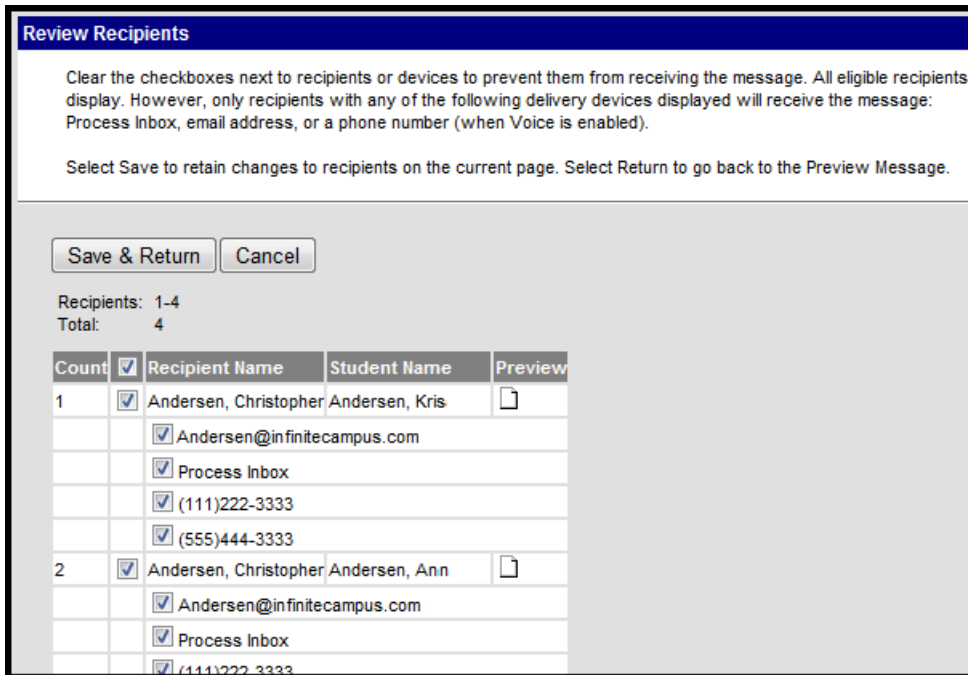 Review Recipients
Clear the checkboxes next to recipients or devices to prevent them from receiving the message. All eligible recipients
display. However, only recipients with any of the following delivery devices displayed will receive the message:
Process Inbox, email address, or a phone number (when Voice is enabled).
Select Save to retain changes to recipients on the current page. Select Return to go back to the Preview Message.
Save & Return Cancel
Recipients: 1-4
Total: 4
Count Recipient Name Student Name Preview
1 Andersen, Christopher Andersen, Kris
Andersen@infinitecampus.com
Process Inbox
(111)222-3333
(555)444-3333
2 Andersen, Christopher Andersen, Ann
Andersen@infinitecampus.com
Process Inbox
(111)222-3333